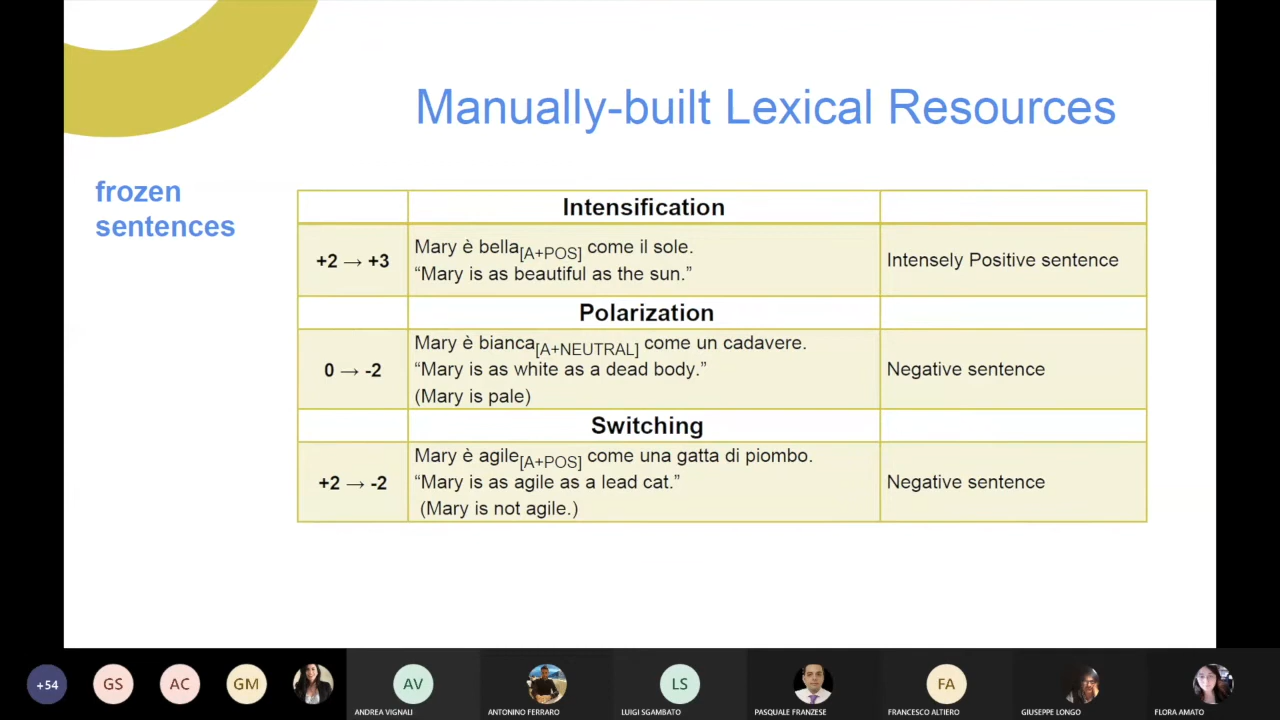 Manually-built Lexical Resources
frozen
sentences
Intensification
+2 → +3
Mary è bella[A+POS] come il sole.
“Mary is as beautiful as the sun.”
Intensely Positive sentence
Polarization
0 → -2
Mary è bianca[A+NEUTRAL] come un cadavere.
“Mary is as white as a dead body.”
(Mary is pale)
Negative sentence
Switching
+2 → -2
Mary è agile[A+POS] come una gatta di piombo.
“Mary is as agile as a lead cat.”
(Mary is not agile.)
Negative sentence
+54
GS
AC
GM
AV
LS
FA
ANDREA VIGNALI
ANTONINO FERRARO
LUIGI SGAMBATO
PASQUALE FRANZESE
FRANCESCO ALTIERO
GIUSEPPE LONGO
FLORA AMATO